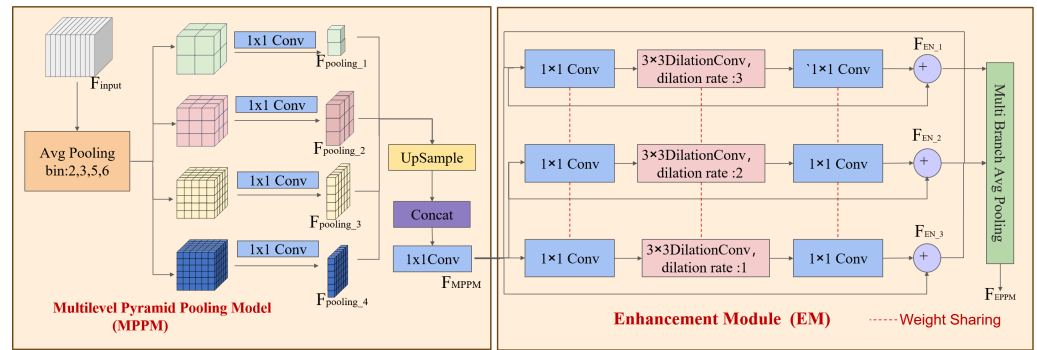 F_input
Avg Pooling
bin:2,3,5,6
1x1 Conv
F_pooling_1
1x1 Conv
F_pooling_2
1x1 Conv
F_pooling_3
1x1 Conv
F_pooling_4
UpSample
Concat
1x1Conv
F_MPPM
Multilevel Pyramid Pooling Model
(MPPM)
1×1 Conv
3×3DilationConv,
dilation rate :3
`1×1 Conv
F_EN_1
+
1×1 Conv
3×3DilationConv,
dilation rate :2
1×1 Conv
F_EN_2
+
1×1 Conv
3×3DilationConv,
dilation rate :1
1×1 Conv
F_EN_3
+
Multi Branch Avg Pooling
F_EPPM
Enhancement Module (EM)
Weight Sharing